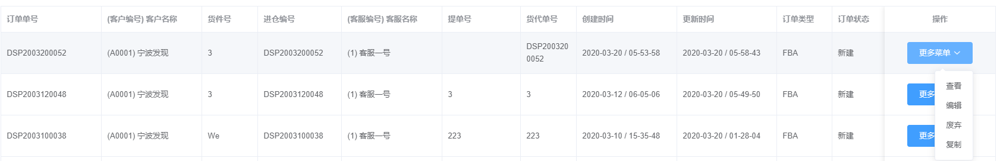 订单单号 (客户编号) 客户名称 货件号 进仓编号 (客服编号) 客服名称 提单号 货代单号 创建时间 更新时间 订单类型 订单状态 操作
DSP2003200052 (A0001) 宁波发现 3 DSP2003200052 (1) 客服一号 DSP200320 2020-03-20 / 05-53-58 2020-03-20 / 05-58-43 FBA 新建 更多菜单
0052
查看
DSP2003120048 (A0001) 宁波发现 3 DSP2003120048 (1) 客服一号 3 3 2020-03-12 / 06-05-06 2020-03-20 / 05-49-50 FBA 新建 更多
编辑
废弃
DSP2003100038 (A0001) 宁波发现 We DSP2003100038 (1) 客服一号 223 223 2020-03-10 / 15-35-48 2020-03-20 / 01-28-04 FBA 新建 更多
复制